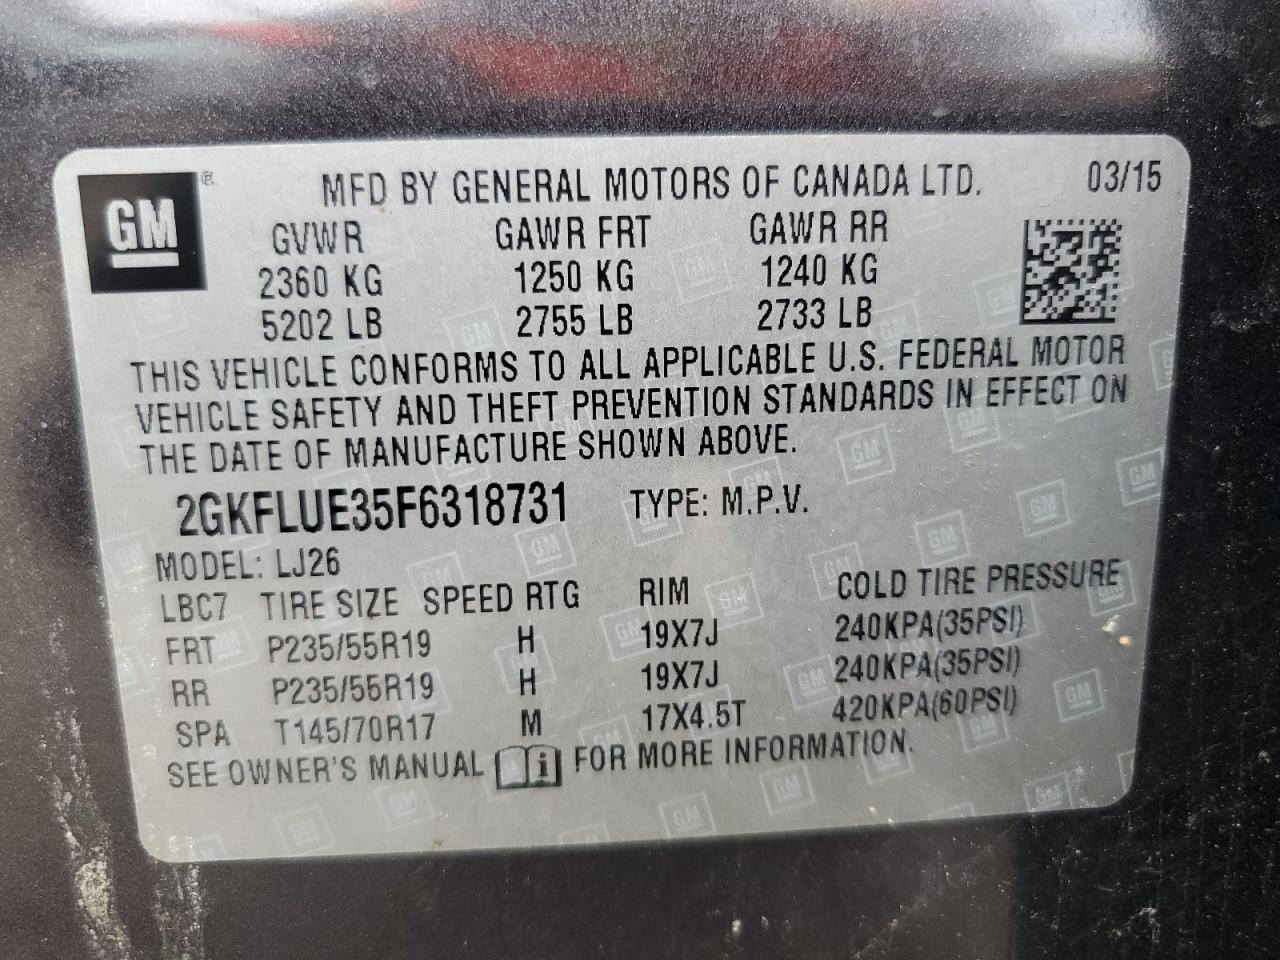 GM ® MFD BY GENERAL MOTORS OF CANADA LTD. 03/15
GVWR GAWR FRT GAWR RR
2360 KG 1250 KG 1240 KG
5202 LB 2755 LB 2733 LB
THIS VEHICLE CONFORMS TO ALL APPLICABLE U.S. FEDERAL MOTOR
VEHICLE SAFETY AND THEFT PREVENTION STANDARDS IN EFFECT ON
THE DATE OF MANUFACTURE SHOWN ABOVE.
2GKFLUE35F6318731 TYPE: M.P.V.
MODEL: LJ26
LBC7 TIRE SIZE SPEED RTG RIM COLD TIRE PRESSURE
FRT P235/55R19 H 19X7J 240KPA(35PSI)
RR P235/55R19 H 19X7J 240KPA(35PSI)
SPA T145/70R17 M 17X4.5T 420KPA(60PSI)
SEE OWNER'S MANUAL i FOR MORE INFORMATION.